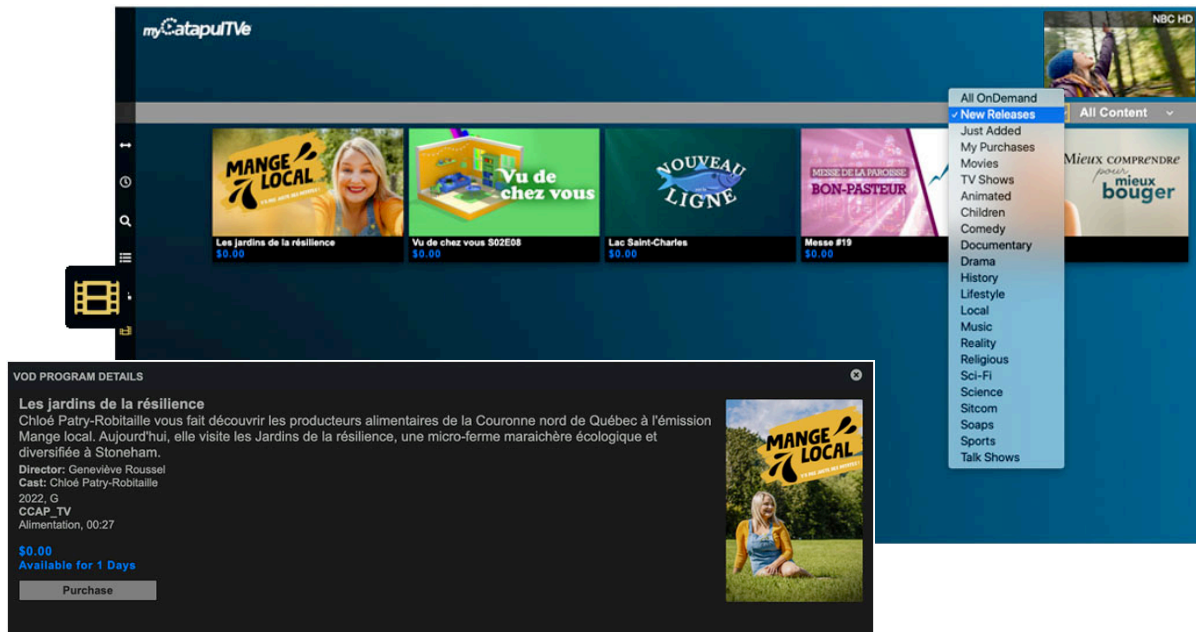 myCatapulTVe
NBC HD
All Content
All OnDemand
✓ New Releases
Just Added
My Purchases
Movies
TV Shows
Animated
Children
Comedy
Documentary
Drama
History
Lifestyle
Local
Music
Reality
Religious
Sci-Fi
Science
Sitcom
Soaps
Sports
Talk Shows
MANGE
LOCAL
Les jardins de la résilience
$0.00
Vu de
chez vous
Vu de chez vous S02E08
$0.00
NOUVEAU
LIGNE
Lac Saint-Charles
$0.00
MESSE DE LA PAROISSE
BON-PASTEUR
Messe #19
$0.00
Mieux COMPRENDRE
pour
mieux
bouger
VOD PROGRAM DETAILS
Les jardins de la résilience
Chloé Patry-Robitaille vous fait découvrir les producteurs alimentaires de la Couronne nord de Québec à l'émission
Mange local. Aujourd'hui, elle visite les Jardins de la résilience, une micro-ferme maraichère écologique et
diversifiée à Stoneham.
Director: Geneviève Roussel
Cast: Chloé Patry-Robitaille
2022, G
CCAP_TV
Alimentation, 00:27
$0.00
Available for 1 Days
Purchase
MANGE
LOCAL